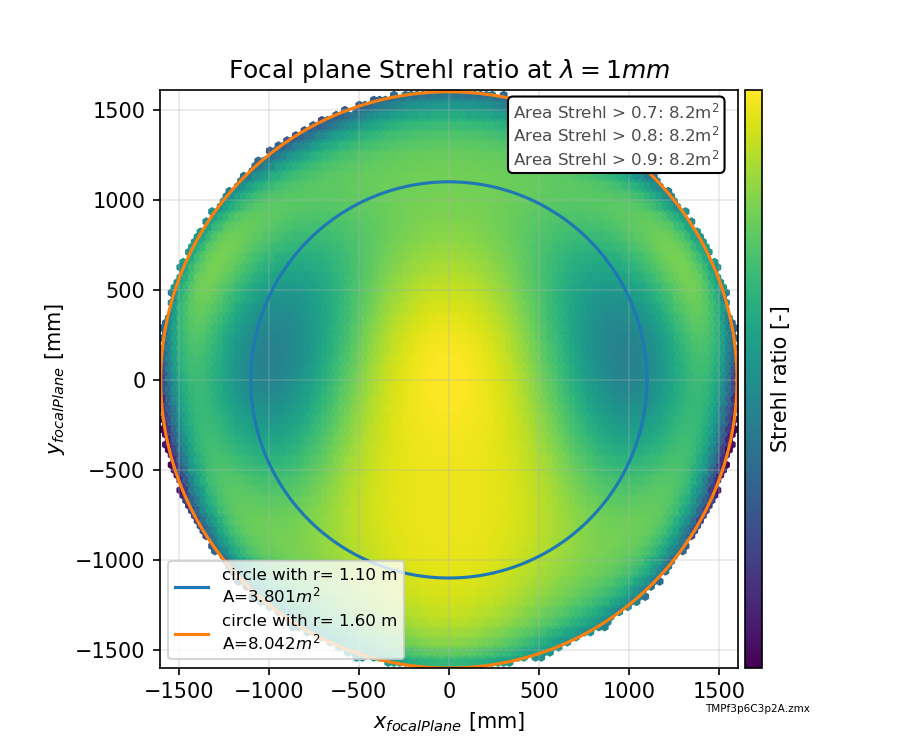 Focal plane Strehl ratio at λ = 1mm
Area Strehl > 0.7: 8.2m²
Area Strehl > 0.8: 8.2m²
Area Strehl > 0.9: 8.2m²
1500
1000
500
0
−500
−1000
−1500
y_focalPlane [mm]
circle with r= 1.10 m
A=3.801m²
circle with r= 1.60 m
A=8.042m²
−1500 −1000 −500 0 500 1000 1500
x_focalPlane [mm]
Strehl ratio [-]
TMPf3p6C3p2A.zmx